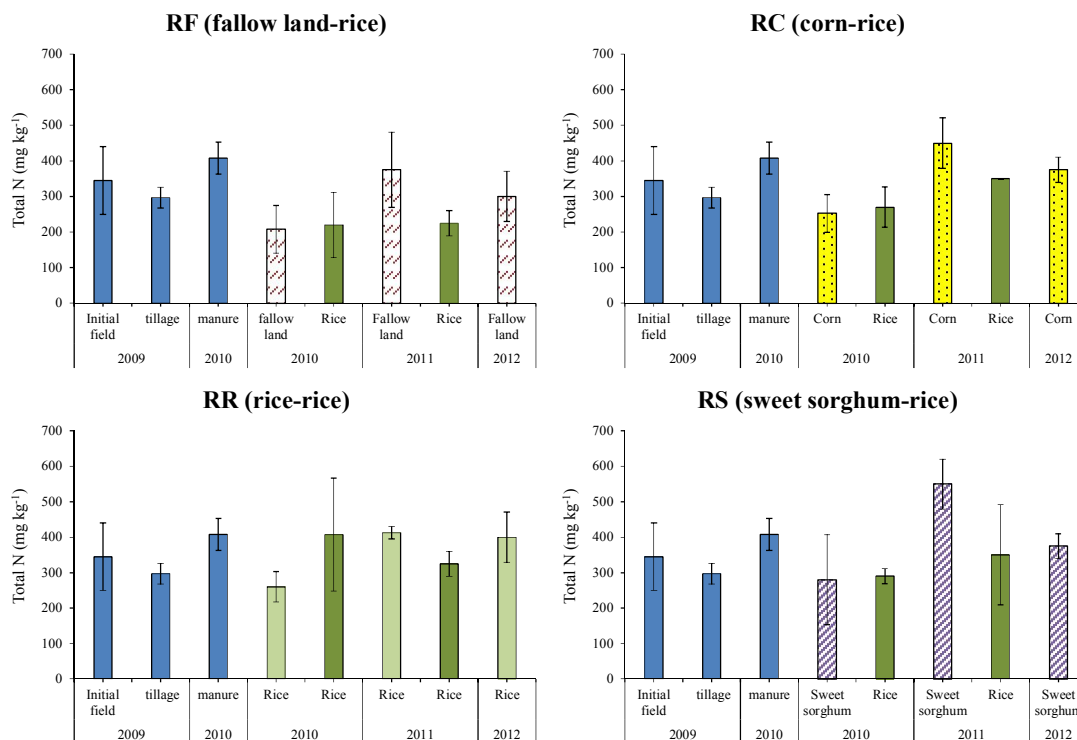 RF (fallow land-rice)
Total N (mg kg-1)
700
600
500
400
300
200
100
0
Initial field tillage manure fallow land Rice Fallow land Rice Fallow land
2009 2010 2010 2011 2012
RC (corn-rice)
Total N (mg kg-1)
700
600
500
400
300
200
100
0
Initial field tillage manure Corn Rice Corn Rice Corn
2009 2010 2010 2011 2012
RR (rice-rice)
Total N (mg kg-1)
700
600
500
400
300
200
100
0
Initial field tillage manure Rice Rice Rice Rice Rice
2009 2010 2010 2011 2012
RS (sweet sorghum-rice)
Total N (mg kg-1)
700
600
500
400
300
200
100
0
Initial field tillage manure Sweet sorghum Rice Sweet sorghum Rice Sweet sorghum
2009 2010 2010 2011 2012